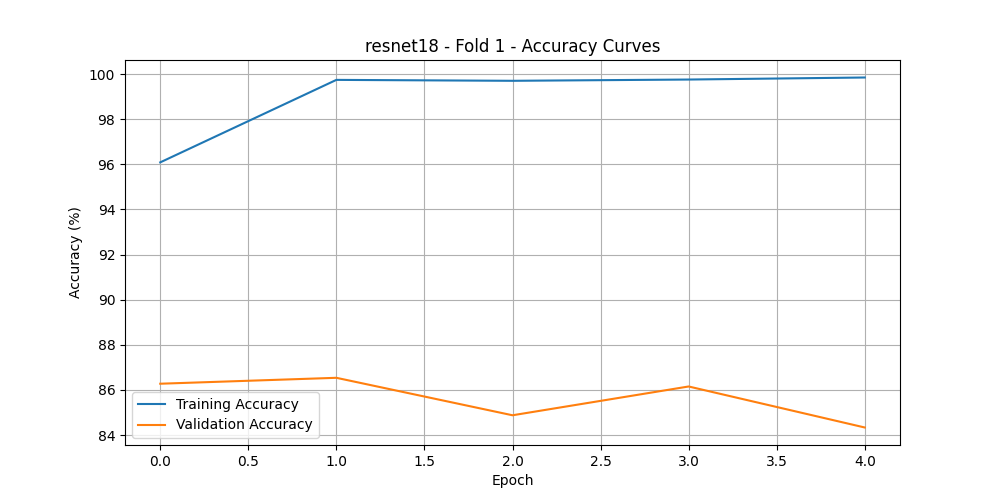 resnet18 - Fold 1 - Accuracy Curves
100
98
96
94
92
90
88
86
84
Accuracy (%)
Training Accuracy
Validation Accuracy
0.0 0.5 1.0 1.5 2.0 2.5 3.0 3.5 4.0
Epoch